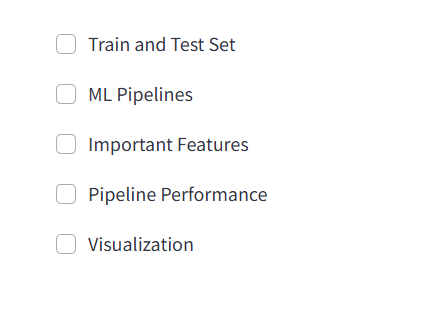 Train and Test Set
ML Pipelines
Important Features
Pipeline Performance
Visualization